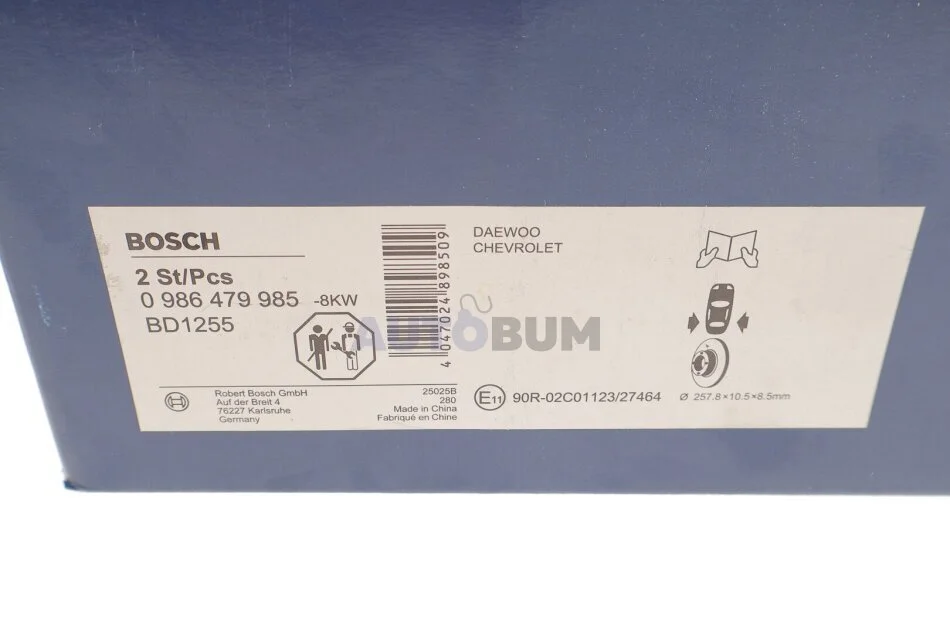 BOSCH
2 St/Pcs
0 986 479 985 -8KW
BD1255
4 047024 898509
DAEWOO
CHEVROLET
AUTOBUM
Robert Bosch GmbH
Auf der Breit 4
76227 Karlsruhe
Germany
25025B
280
Made in China
Fabriqué en Chine
E11 90R-02C01123/27464
Ø 257.8×10.5×8.5mm